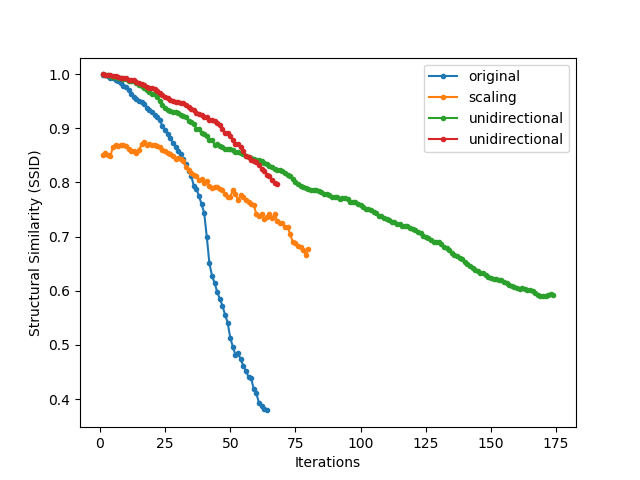 original
scaling
unidirectional
unidirectional
1.0
0.9
0.8
0.7
0.6
0.5
0.4
Structural Similarity (SSID)
0 25 50 75 100 125 150 175
Iterations